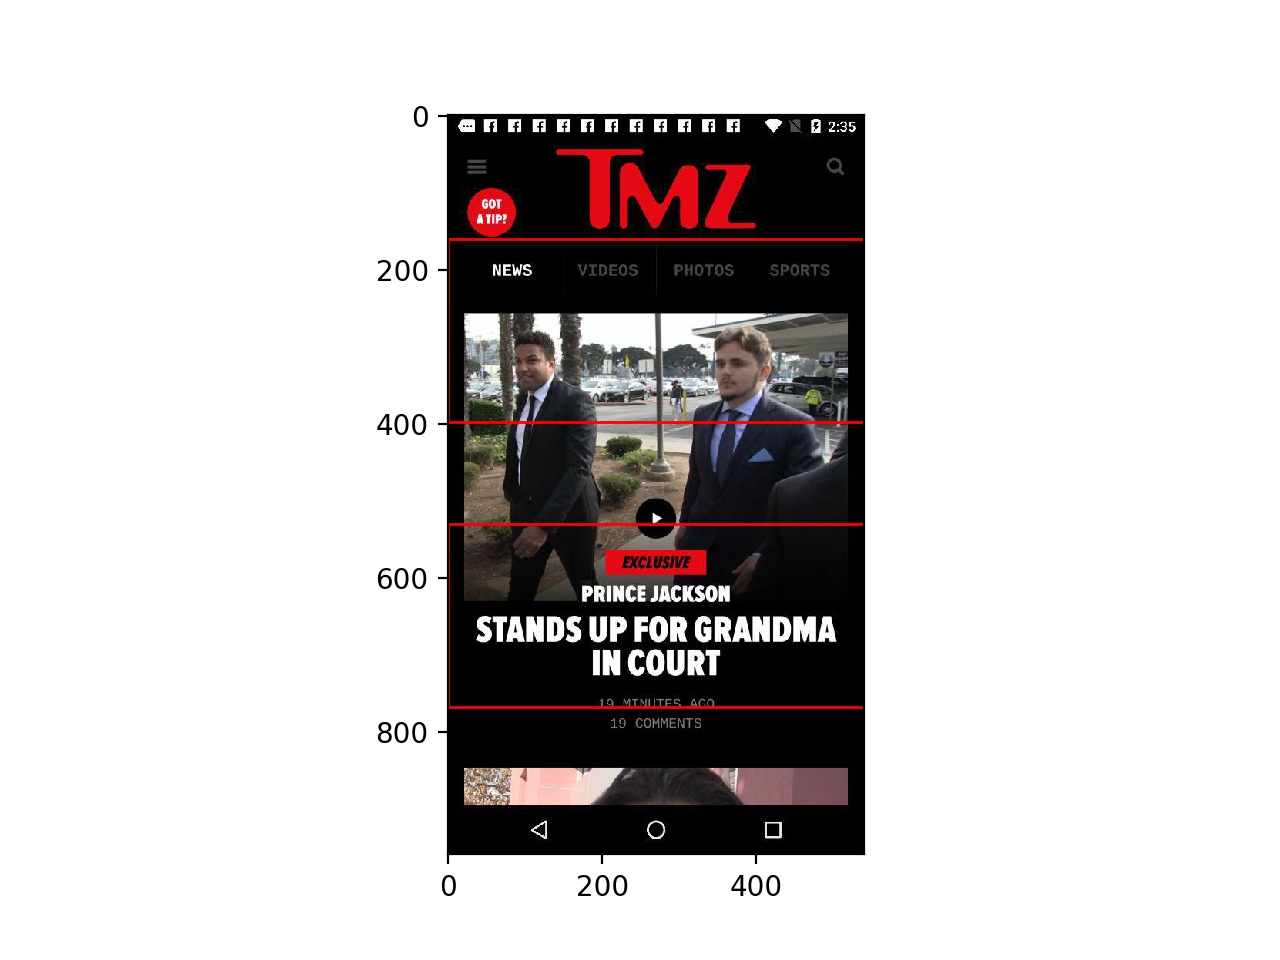 0
2:35
TMZ
GOT
A TIP?
200
NEWS VIDEOS PHOTOS SPORTS
400
EXCLUSIVE
600
PRINCE JACKSON
STANDS UP FOR GRANDMA
IN COURT
19 MINUTES AGO
19 COMMENTS
800
0 200 400